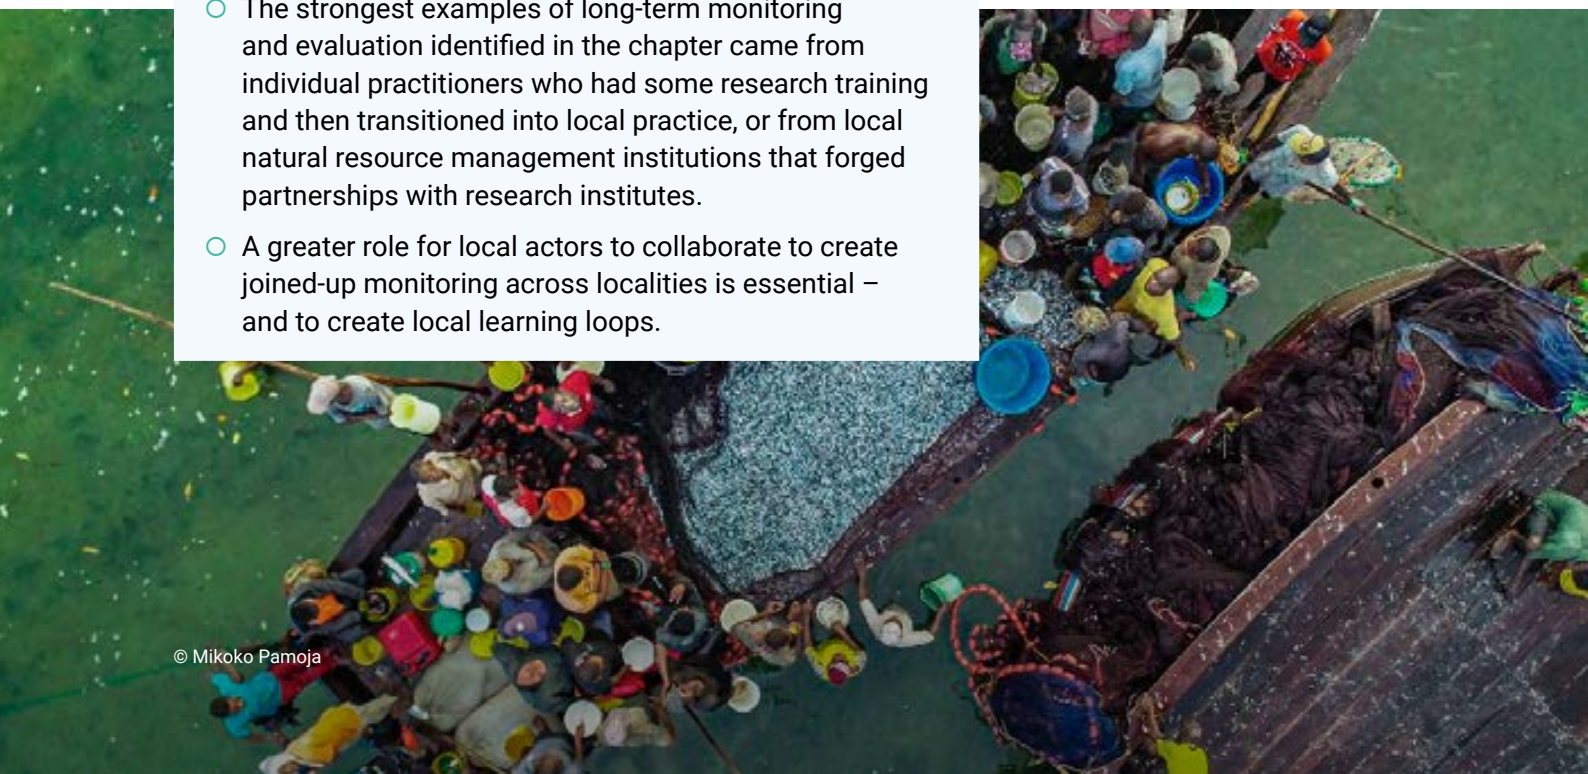 The strongest examples of long-term monitoring
and evaluation identified in the chapter came from
individual practitioners who had some research training
and then transitioned into local practice, or from local
natural resource management institutions that forged
partnerships with research institutes.
A greater role for local actors to collaborate to create
joined-up monitoring across localities is essential –
and to create local learning loops.
© Mikoko Pamoja